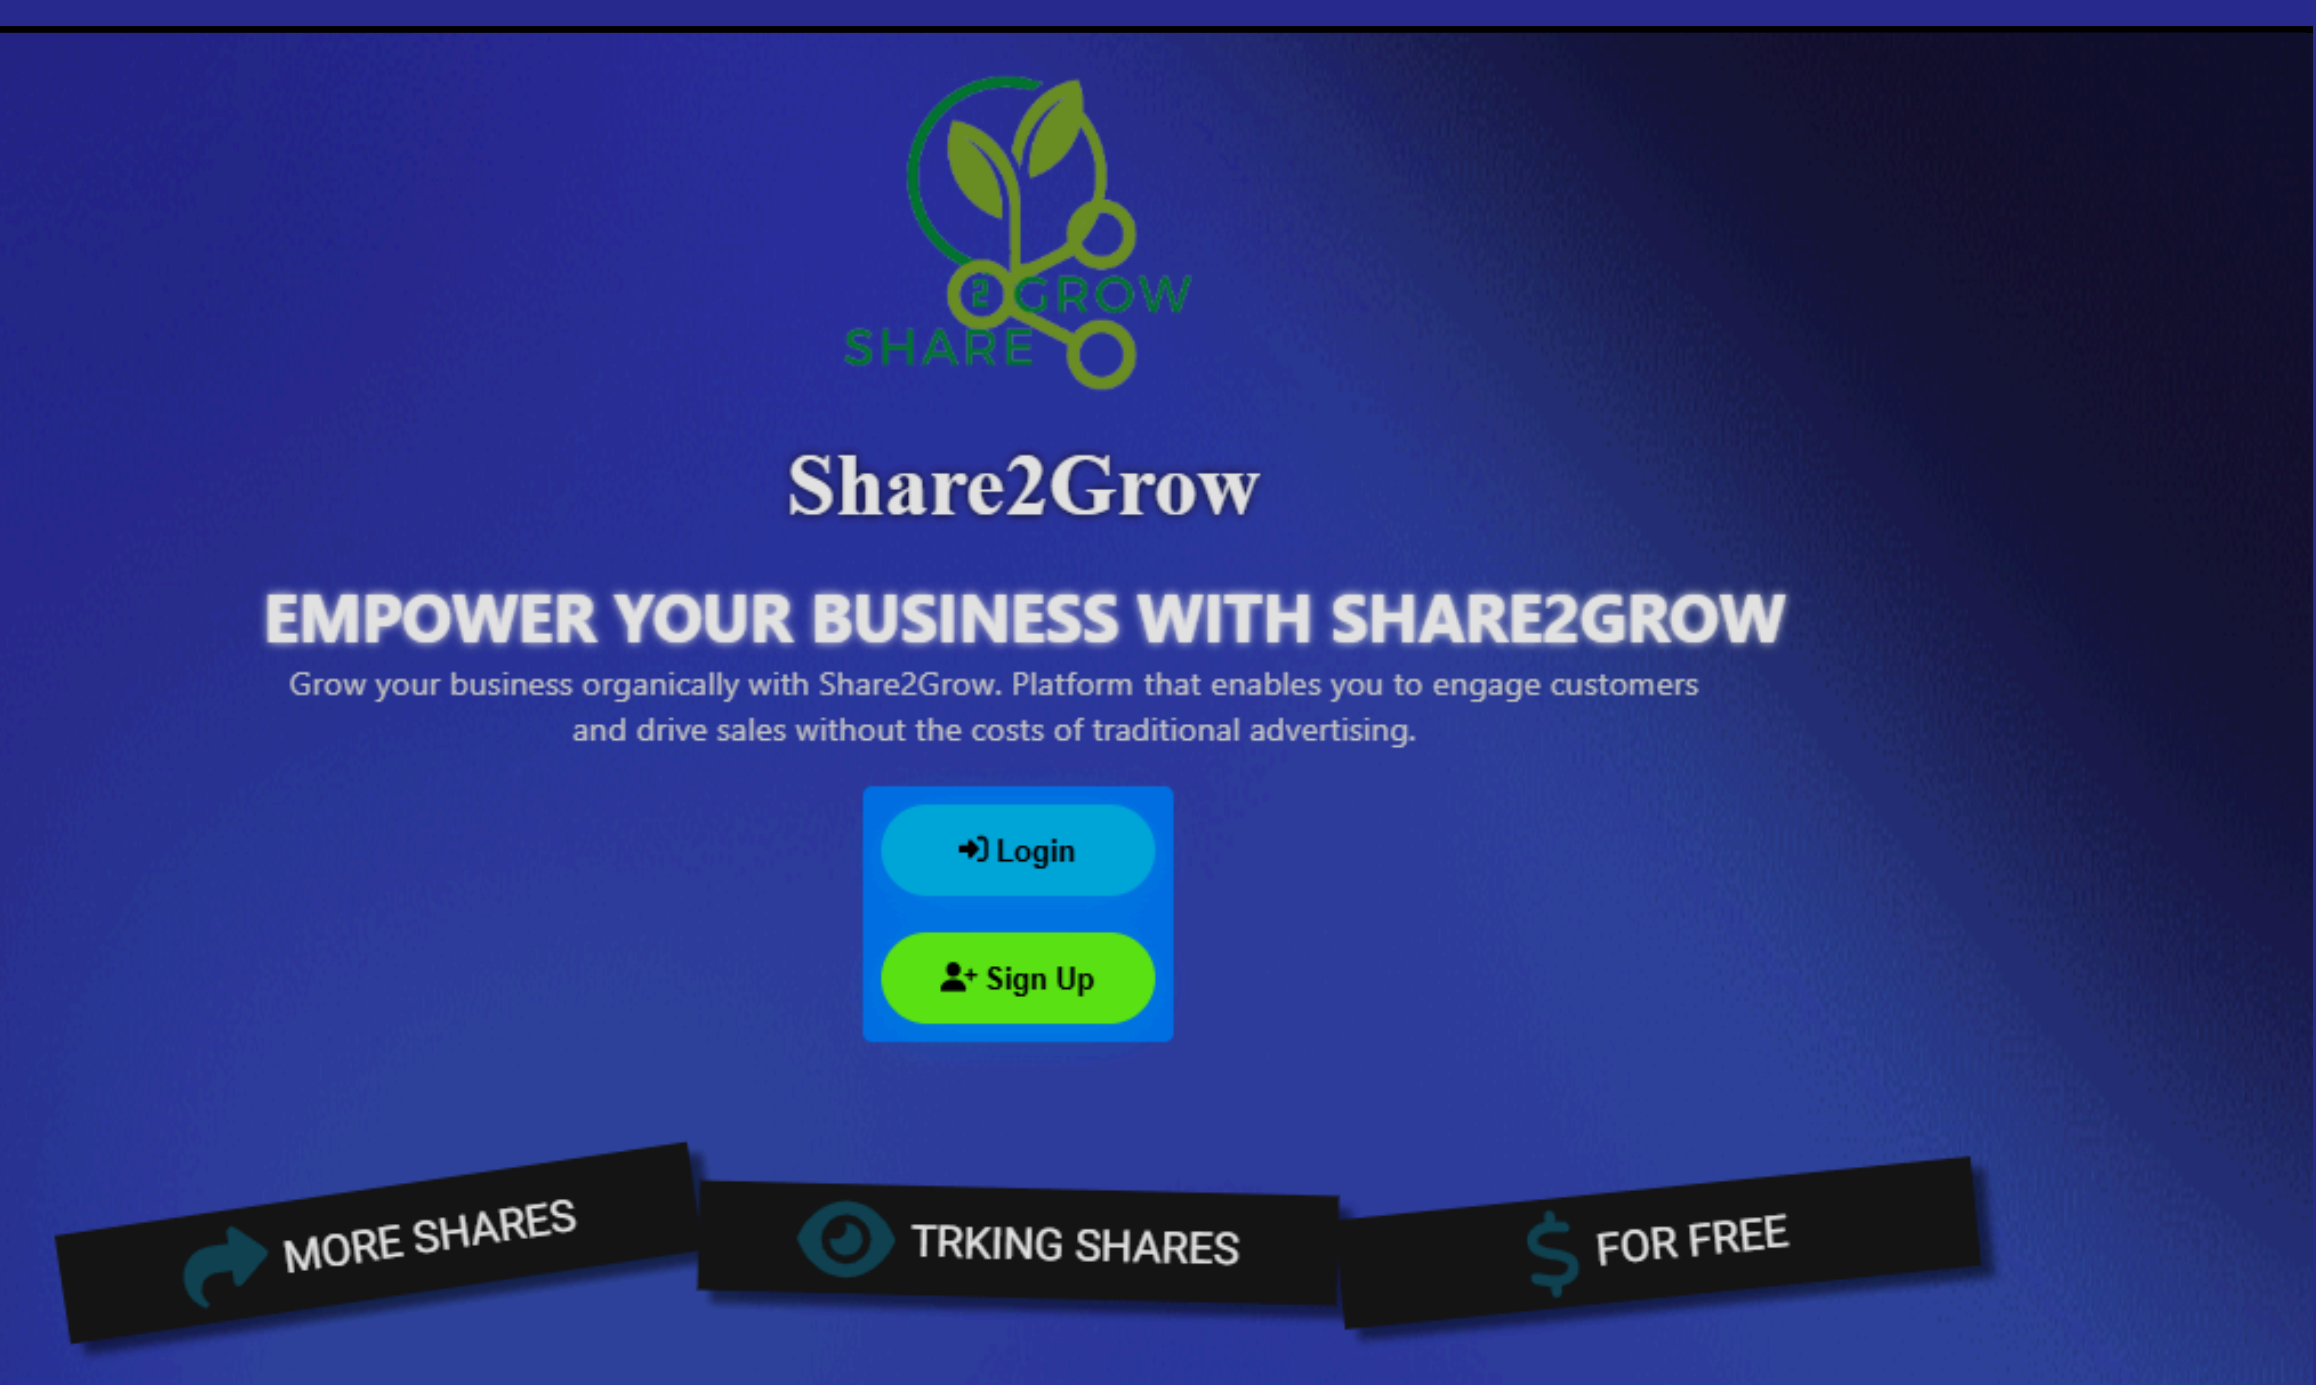 2 GROW
SHARE
Share2Grow
EMPOWER YOUR BUSINESS WITH SHARE2GROW
Grow your business organically with Share2Grow. Platform that enables you to engage customers
and drive sales without the costs of traditional advertising.
Login
Sign Up
MORE SHARES
TRKING SHARES
FOR FREE